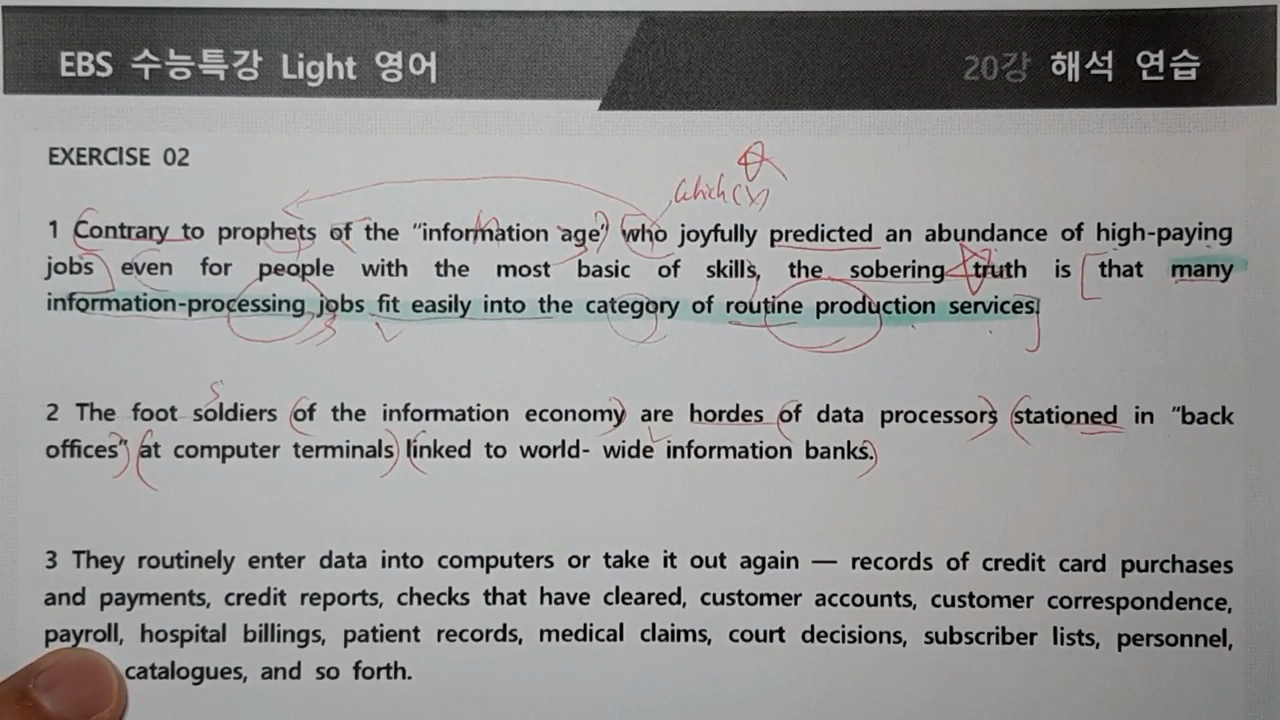 EBS 수능특강 Light 영어
20강 해석 연습
EXERCISE 02
which (X)
1 Contrary to prophets of the "information age" who joyfully predicted an abundance of high-paying
jobs even for people with the most basic of skills, the sobering truth is that many
information-processing jobs fit easily into the category of routine production services.
S
2 The foot soldiers of the information economy are hordes of data processors stationed in "back
offices" at computer terminals linked to world- wide information banks.
3 They routinely enter data into computers or take it out again — records of credit card purchases
and payments, credit reports, checks that have cleared, customer accounts, customer correspondence,
payroll, hospital billings, patient records, medical claims, court decisions, subscriber lists, personnel,
catalogues, and so forth.